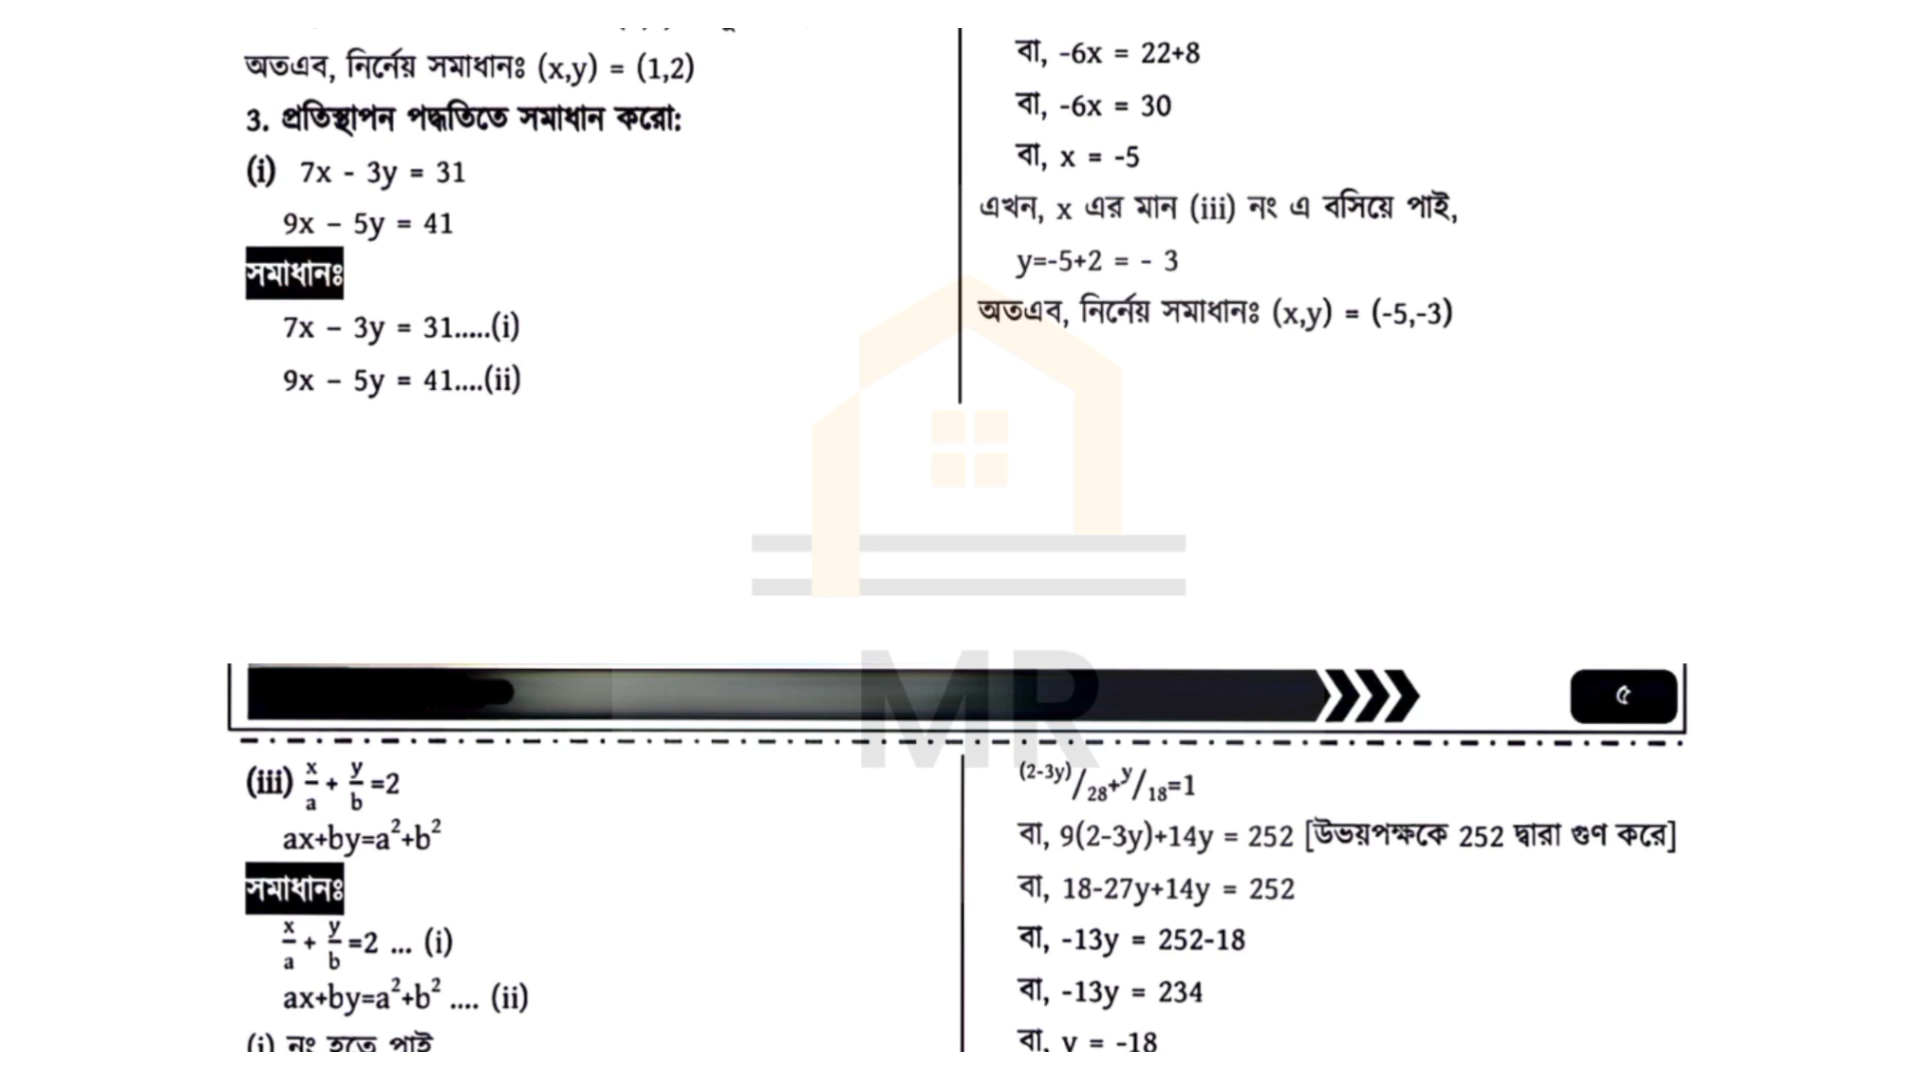 অতএব, নির্নেয় সমাধানঃ (x,y) = (1,2)
3. প্রতিস্থাপন পদ্ধতিতে সমাধান করো:
(i) 7x - 3y = 31
9x – 5y = 41
সমাধানঃ
7x – 3y = 31.....(i)
9x – 5y = 41....(ii)
বা, -6x = 22+8
বা, -6x = 30
বা, x = -5
এখন, x এর মান (iii) নং এ বসিয়ে পাই,
y=-5+2 = - 3
অতএব, নির্নেয় সমাধানঃ (x,y) = (-5,-3)
MR
৫
(iii) x/a + y/b =2
ax+by=a²+b²
সমাধানঃ
x/a + y/b =2 ... (i)
ax+by=a²+b² .... (ii)
(i) নং হতে পাই
(2-3y)/28+y/18=1
বা, 9(2-3y)+14y = 252 [উভয়পক্ষকে 252 দ্বারা গুণ করে]
বা, 18-27y+14y = 252
বা, -13y = 252-18
বা, -13y = 234
বা, y = -18